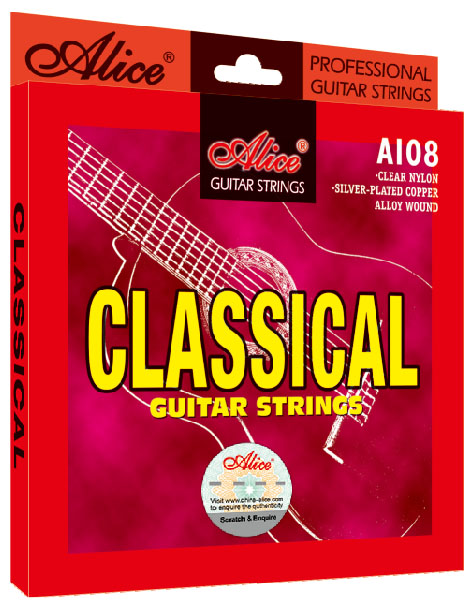 Alice®
PROFESSIONAL
GUITAR STRINGS
Alice®
GUITAR STRINGS
A108
·CLEAR NYLON
·SILVER-PLATED COPPER
ALLOY WOUND
CLASSICAL
CLASSICAL
GUITAR STRINGS
Alice®
Visit www.china-alice.com
to enquire the quthenticity
Scratch & Enquire